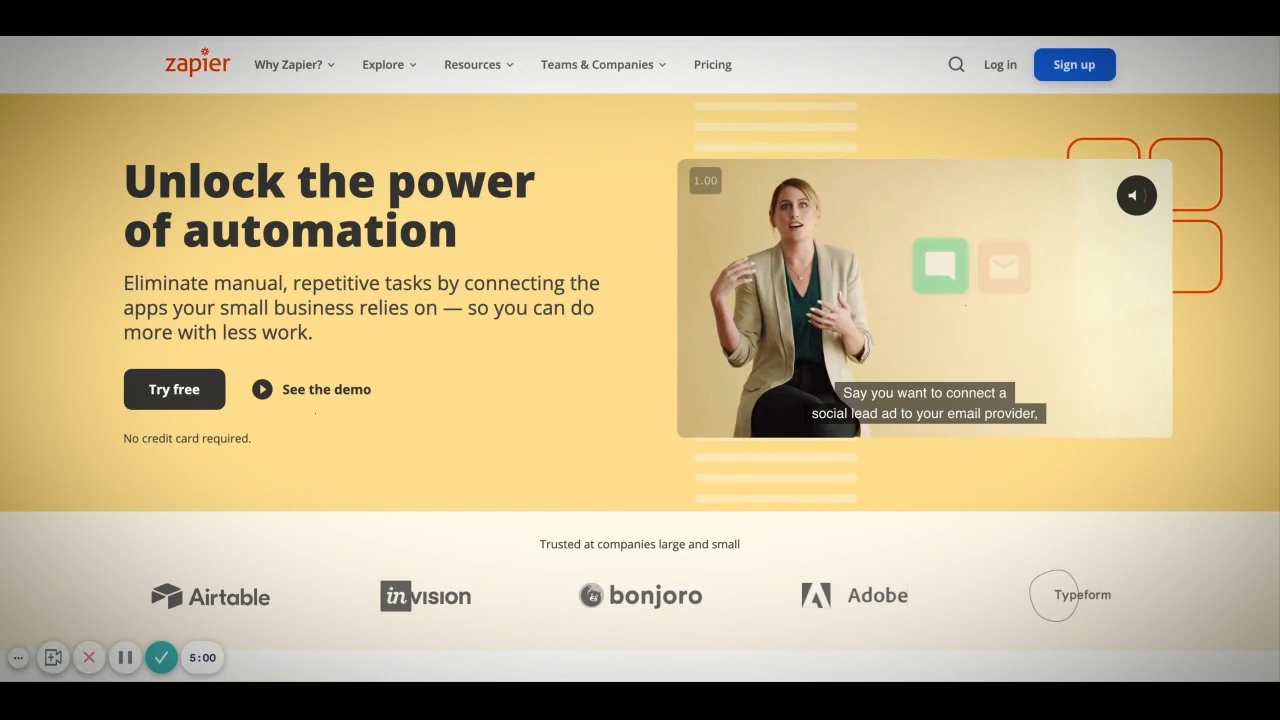 zapier
Why Zapier?
Explore
Resources
Teams & Companies
Pricing
Log in
Sign up
Unlock the power
of automation
Eliminate manual, repetitive tasks by connecting the
apps your small business relies on — so you can do
more with less work.
Try free
See the demo
No credit card required.
1.00
Say you want to connect a
social lead ad to your email provider,
Trusted at companies large and small
Airtable
invision
bonjoro
Adobe
Typeform
5:00